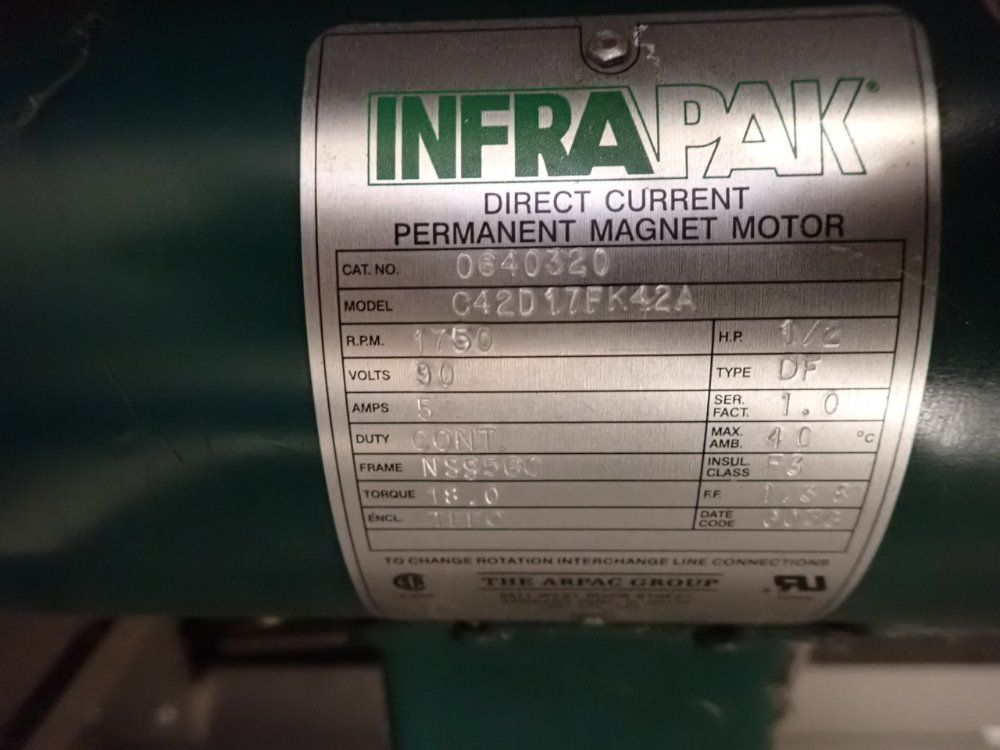 INFRAPAK®
DIRECT CURRENT
PERMANENT MAGNET MOTOR
CAT. NO. 0640320
MODEL C42D17FK42A
R.P.M. 1750 H.P. 1/2
VOLTS 90 TYPE DF
AMPS 5 SER. FACT. 1.0
DUTY CONT. MAX. AMB. 40 °C
FRAME NSS56C INSUL. CLASS F3
TORQUE 18.0 F.F.
ENCL. TEFC DATE CODE
TO CHANGE ROTATION INTERCHANGE LINE CONNECTIONS
THE ARPAC GROUP